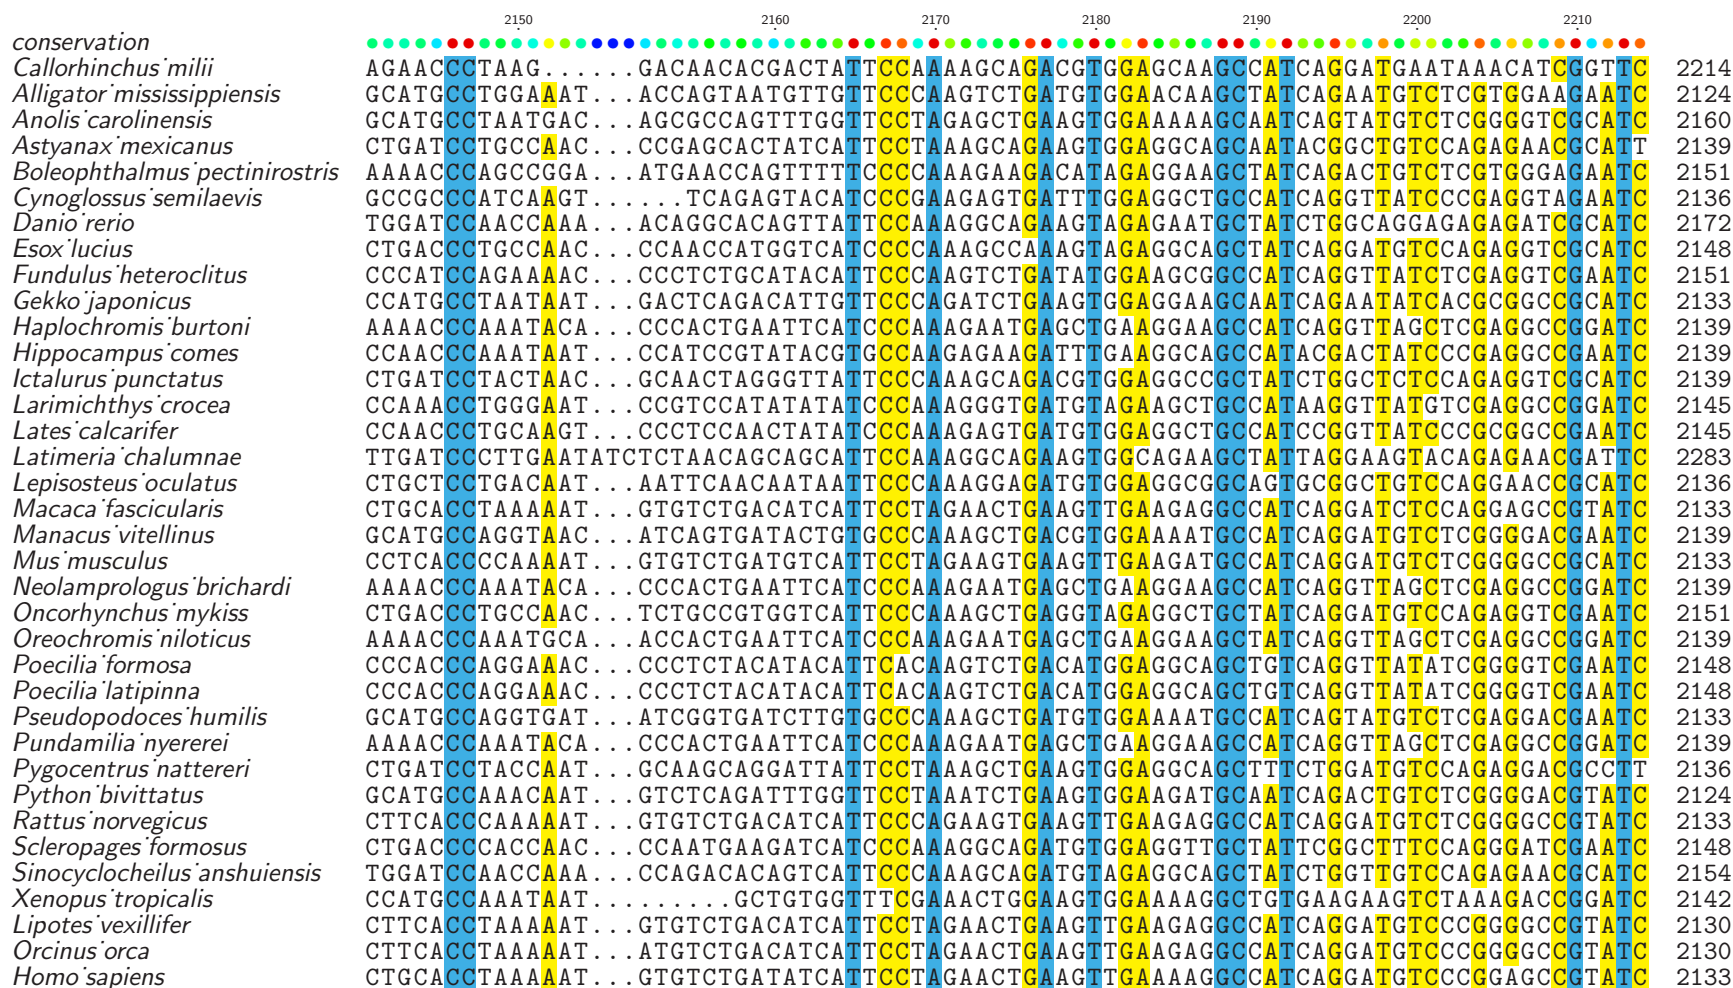 2150 2160 2170 2180 2190 2200 2210
conservation
Callorhinchus˙milii AGAACCCCTAAG......GACAACACGACTATTCCAAAAGCAGACGTGGAGCAAGCCATCAGGATGAATAAACATCGGTTC 2214
Alligator˙mississippiensis GCATGCCTGGAAAAT...ACCAGTAATGTTGTTCCCAAGTCTGATGTGGAACAAGCTATCAGAATGTCTCGTGGAAGAATC 2124
Anolis˙carolinensis GCATGCCTAATGAC...AGCGCCAGTTTGGTTCCTAGAGCTGAAGTGGAAAAAGCAATCAGTATGTCTCGGGGTCGCATC 2160
Astyanax˙mexicanus CTGATCCTGCCAAC...CCGAGCACTATCATTCCTAAAGCAGAAGTGGAGGCAGCAATACGGCTGTCCAGAGAACGCATT 2139
Boleophthalmus˙pectinirostris AAAACCCAGCCGGA...ATGAACCAGTTTTTCCCCAAAGAAGACATAGAGGAAGCTATCAGACTGTCTCGTGGGAGAATC 2151
Cynoglossus˙semilaevis GCCGCCCATCAAGT......TCAGAGTACATCCCGAAGAGTGATTTGGAGGCTGCCATCAGGTTATCCCGAGGTAGAATC 2136
Danio˙rerio TGGATCCAACCAAA...ACAGGCACAGTTATTCCAAAGGCAGAAGTAGAGAATGCTATCTGGCAGGAGAGAGATCGCATC 2172
Esox˙lucius CTGACCCTGCCAAC...CCAACCATGGTCATCCCCAAAGCCAAAGTAGAGGCAGCTATCAGGATGTCCAGAGGTCGCATC 2148
Fundulus˙heteroclitus CCCATCCAGAAAAC...CCCTCTGCATACATTCCCAAGTCTGATATGGAAGCGGCCATCAGGTTATCTCGAGGTCGAATC 2151
Gekko˙japonicus CCATGCCTAATAAT...GACTCAGACATTGTTCCCAGATCTGAAGTGGAGGAAGCAATCAGAATATCACGCGGCCGCATC 2133
Haplochromis˙burtoni AAAACCCAAATACA...CCCACTGAATTCATCCCCAAAGAATGAGCTGAAGGAAGCCATCAGGTTAGCTCGAGGCCGGATC 2139
Hippocampus˙comes CCAACCCAAATAAT...CCATCCGTATACGTGCCAAGAGAAGATTTGAAGGCAGCCATACGACTATCCCGAGGCCGAATC 2139
Ictalurus˙punctatus CTGATCCTACTAAC...GCAACTAGGGTTATTCCCAAAGCAGACGTGGAGGCCGCTATCTGGCTCTCCAGAGGTCGCATC 2139
Larimichthys˙crocea CCAAACCTGGGAAT...CCGTCCATATATATCCCAAAGGGTGATGTAGAAGCTGCCATAAGGTTATGTCGAGGCCGGATC 2145
Lates˙calcarifer CCAACCCTGCAAGT...CCCTCCAACTATATCCCAAAGAGTGATGTGGAGGCTGCCATCCGGTTATCCCGCGGCCGAATC 2145
Latimeria˙chalumnae TTGATCCCTTGAATATCTCTAACAGCAGCATTCCAAAGGCAGAAGTGGCAGAAGCTATTAGGAAGTACAGAGAACGATTC 2283
Lepisosteus˙oculatus CTGCTCCTGACAAT...AATTCAACAATAATTCCCAAAGGAGATGTGGAGGCGGCAGTGCGGCTGTCCAGGAACCGCATC 2136
Macaca˙fascicularis CTGCACCTAAAAAT...GTGTCTGACATCATTCCTAGAACTGAAGTTGAAGAGGCCATCAGGATCTCCAGGAGCCGTATC 2133
Manacus˙vitellinus GCATGCCAGGTAAC...ATCAGTGATACTGTGCCCAAAGCTGACGTGGAAAATGCCATCAGGATGTCTCGGGGACGAATC 2139
Mus˙musculus CCTCACCCCAAAAT...GTGTCTGATGTCATTCCTAGAAGTGAAGTTGAAGATGCCATCAGGATGTCTCGGGGCCGCATC 2133
Neolamprologus˙brichardi AAAACCCAAATACA...CCCACTGAATTCATCCCAAAGAATGAGCTGAAGGAAGCCATCAGGTTAGCTCGAGGCCGGATC 2139
Oncorhynchus˙mykiss CTGACCCTGCCAAC...TCTGCCGTGGTCATTCCCAAAGCTGAGGTAGAGGCTGCTATCAGGATGTCCAGAGGTCGAATC 2151
Oreochromis˙niloticus AAAACCCAAATGCA...ACCACTGAATTCATCCCAAAGAATGAGCTGAAGGAAGCTATCAGGTTAGCTCGAGGCCGGATC 2139
Poecilia˙formosa CCCACCCAGGAAAC...CCCTCTACATACATTCACAAGTCTGACATGGAGGCAGCTGTCAGGTTATATCGGGGTCGAATC 2148
Poecilia˙latipinna CCCACCCAGGAAAC...CCCTCTACATACATTCACAAGTCTGACATGGAGGCAGCTGTCAGGTTATATCGGGGTCGAATC 2148
Pseudopodoces˙humilis GCATGCCAGGTGAT...ATCGGTGATCTTGTGCCCAAAGCTGATGTGGAAAATGCCATCAGTATGTCTCGAGGACGAATC 2133
Pundamilia˙nyererei AAAACCCAAATACA...CCCACTGAATTCATCCCAAAGAATGAGCTGAAGGAAGCCATCAGGTTAGCTCGAGGCCGGATC 2139
Pygocentrus˙nattereri CTGATCCTACCAAT...GCAAGCAGGATTATTCCTAAAGCTGAAGTGGAGGCAGCTTTCTGGATGTCCAGAGGACGCCTT 2136
Python˙bivittatus GCATGCCAAACAAT...GTCTCAGATTTGGTTCCTAAATCTGAAGTGGAAGATGCAATCAGACTGTCTCGGGGACGTATC 2124
Rattus˙norvegicus CTTCACCCAAAAAT...GTGTCTGACATCATTCCCAGAAGTGAAGTTGAAGAGGCCATCAGGATGTCTCGGGGCCGTATC 2133
Scleropages˙formosus CTGACCCCACCAAC...CCAATGAAGATCATCCCAAAGGCAGATGTGGAGGTTGCTATTCGGCTTTCCAGGGATCGAATC 2148
Sinocyclocheilus˙anshuiensis TGGATCCAACCAAA...CCAGACACAGTCATTCCCAAAGCAGATGTAGAGGCAGCTATCTGGTTGTCCAGAGAACGCATC 2154
Xenopus˙tropicalis CCATGCCAAATAAT.........GCTGTGGTTTCGAAACTGGAAGTGGAAAAGGCTGTGAAGAAGTCTAAAGACCGGATC 2142
Lipotes˙vexillifer CTTCACCTAAAAAT...GTGTCTGACATCATTCCTAGAACTGAAGTTGAAGAGGCCATCAGGATGTCCCGGGGCCGTATC 2130
Orcinus˙orca CTTCACCTAAAAAT...ATGTCTGACATCATTCCTAGAACTGAAGTTGAAGAGGCCATCAGGATGTCCCGGGGCCGTATC 2130
Homo˙sapiens CTGCACCTAAAAAT...GTGTCTGATATCATTCCTAGAACTGAAGTTGAAAAGGCCATCAGGATGTCCCGGAGCCGTATC 2133